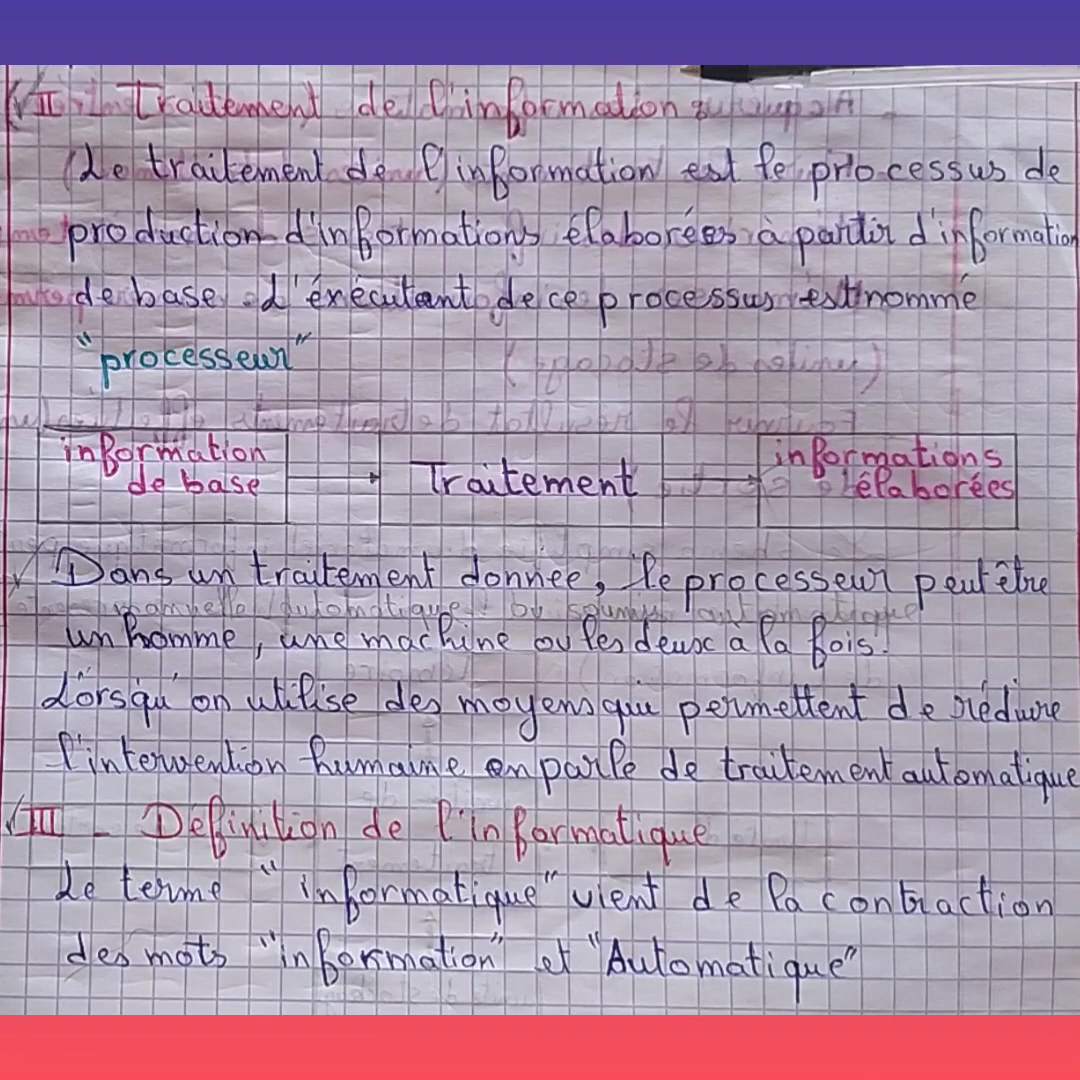 II - Traitement de l'information
Le traitement de l'information est le processus de
production d'informations élaborées à partir d'information
de base. L'éxécutant de ce processus est nommé
"processeur"
information
de base
Traitement
informations
élaborées
Dans un traitement donnée, le processeur peut être
un homme, une machine ou les deux a la fois.
Lorsqu'on utilise des moyens qui permettent de rédiure
l'intervention humaine on parle de traitement automatique
III - Définition de l'informatique
Le terme "informatique" vient de la contraction
des mots "information" et "Automatique"